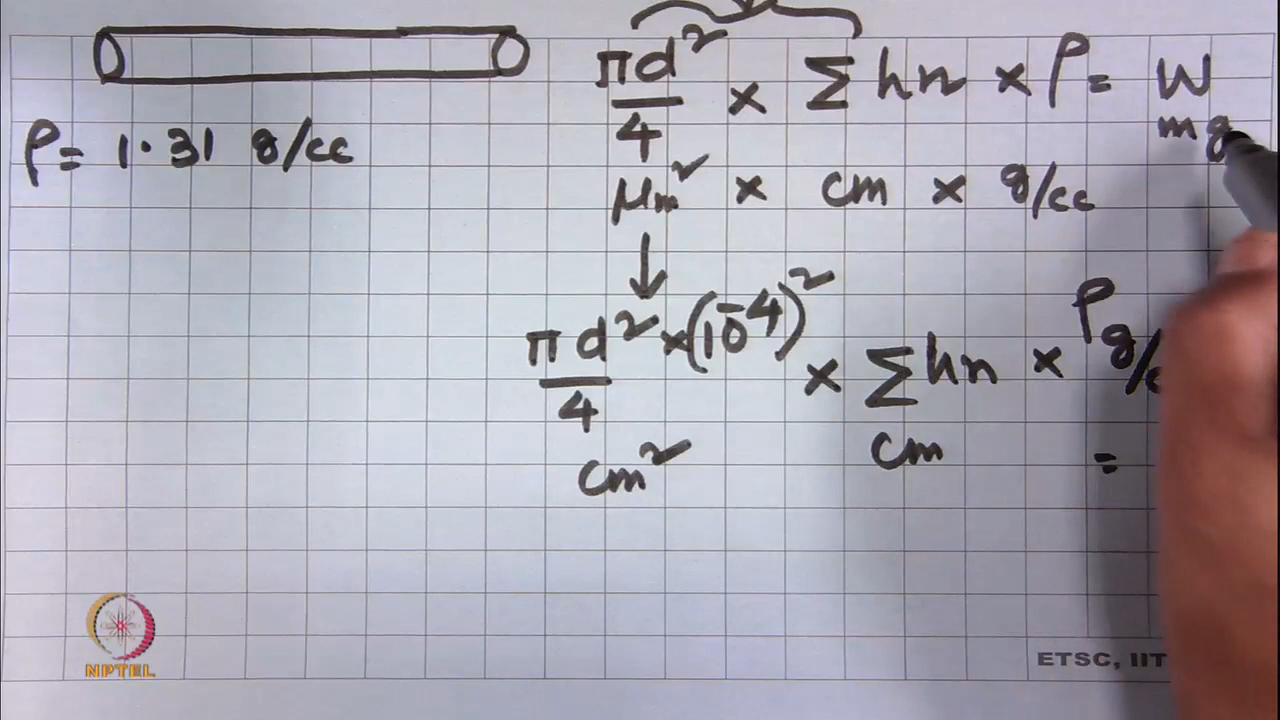 πd²/4 × Σhn × ρ = W
mg
ρ = 1.31 g/cc
μm² × cm × g/cc
↓
πd²/4 × (10⁻⁴)² × Σhn × ρ g/
cm² cm =
NPTEL
ETSC, IIT